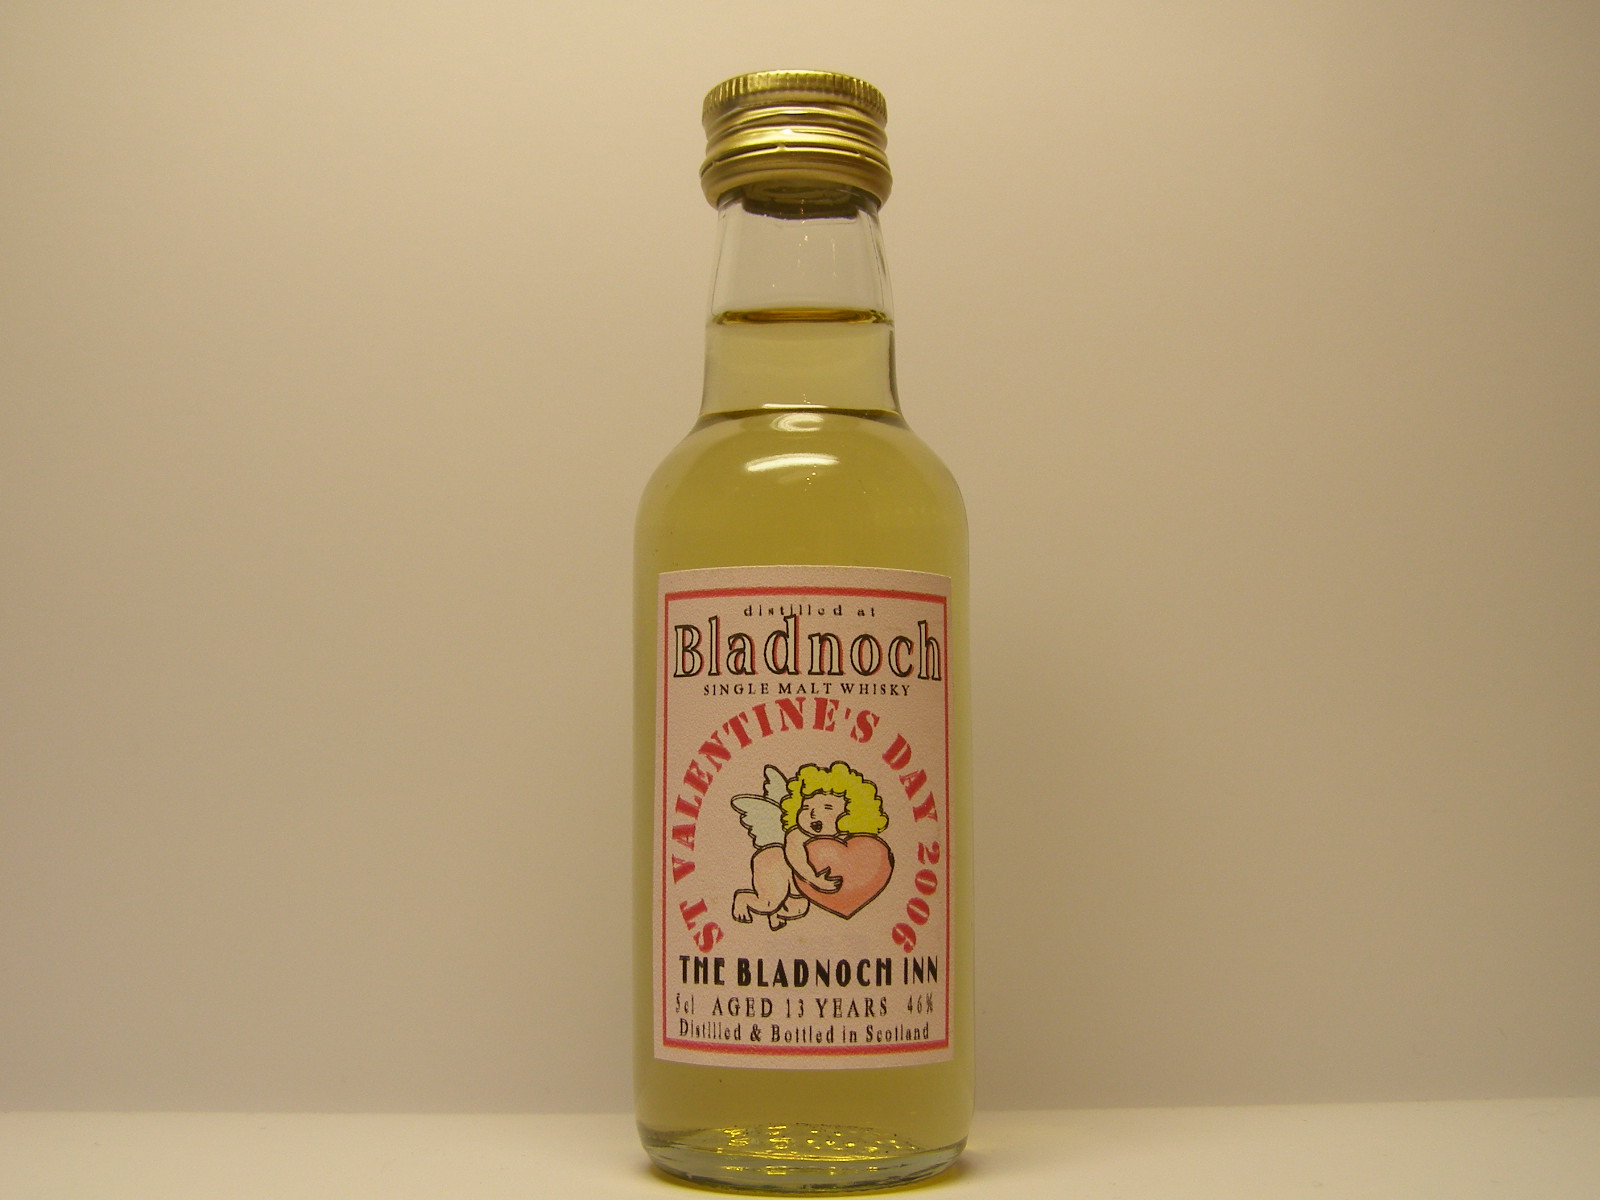 distilled at
Bladnoch
SINGLE MALT WHISKY
ST VALENTINE'S DAY 2006
THE BLADNOCH INN
5cl AGED 13 YEARS 46%
Distilled & Bottled in Scotland